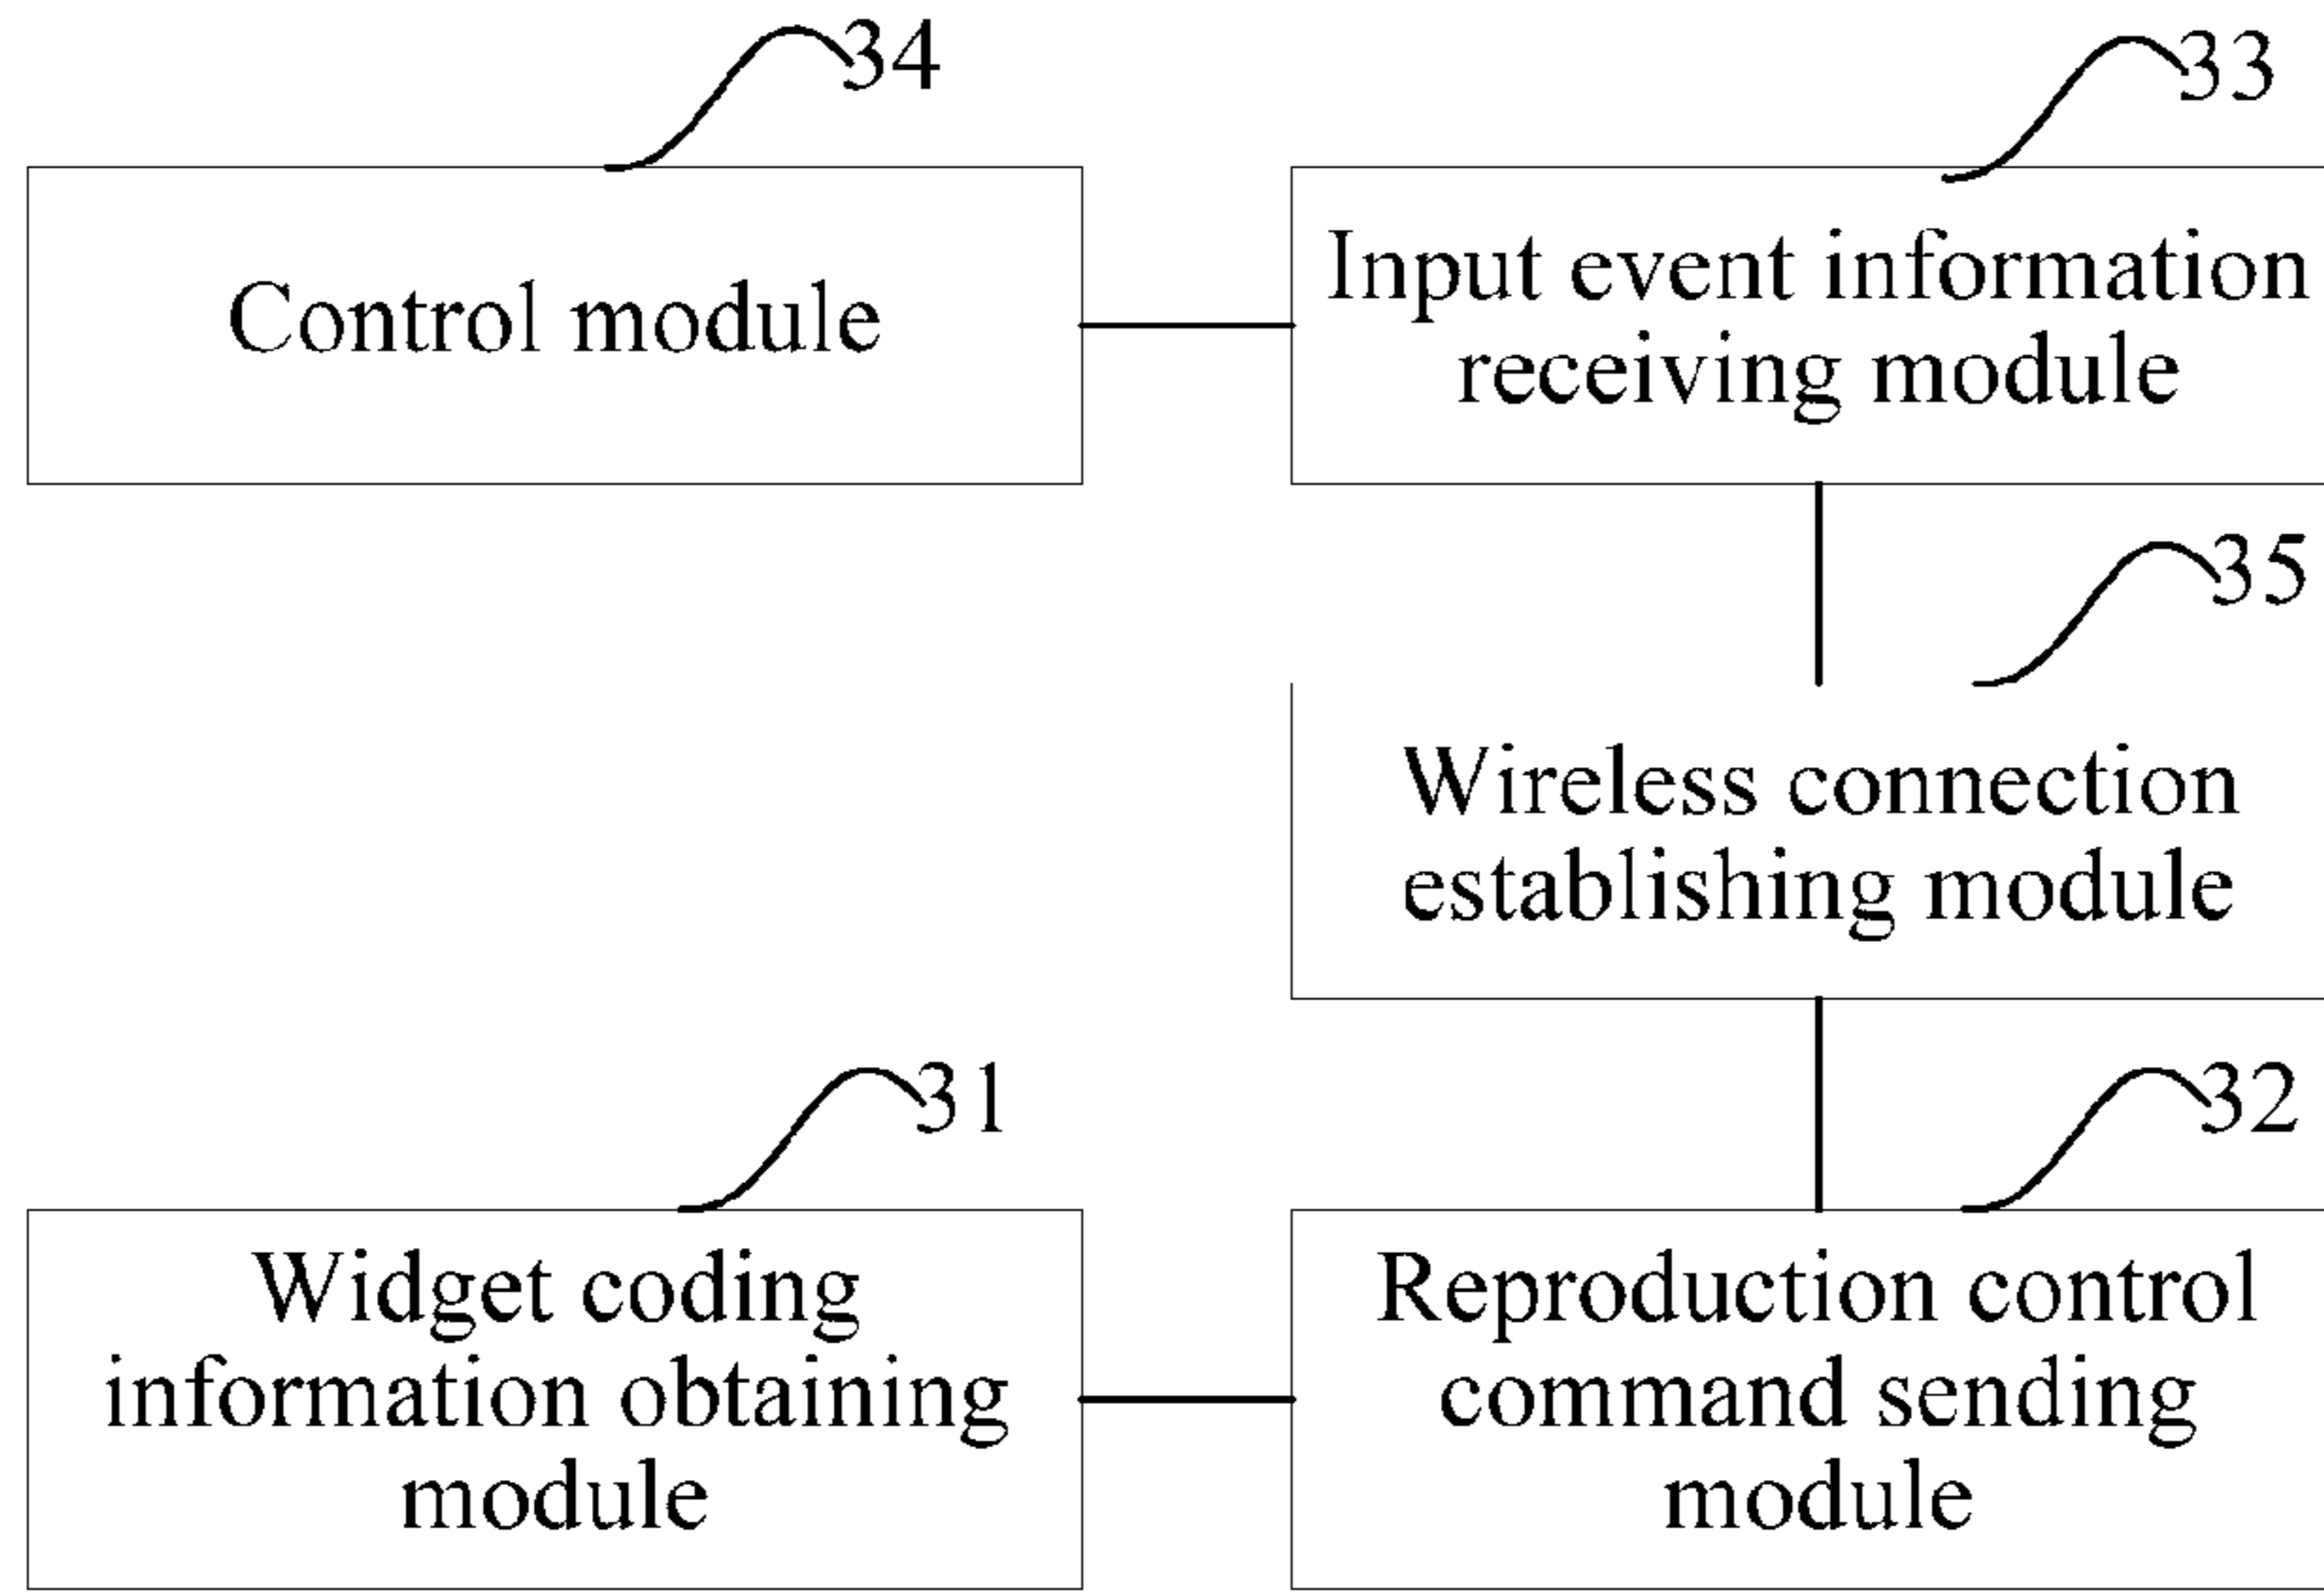 34
33
Control module
Input event information
receiving module
35
Wireless connection
establishing module
31
32
Widget coding
information obtaining
module
Reproduction control
command sending
module